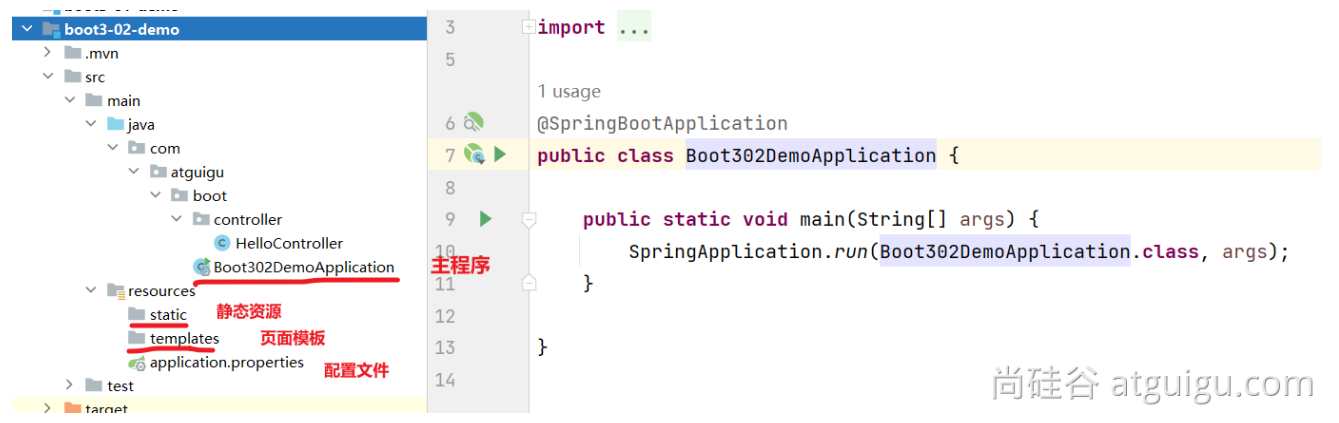 boot3-02-demo
.mvn
src
main
java
com
atguigu
boot
controller
HelloController
Boot302DemoApplication 主程序
resources
static 静态资源
templates 页面模板
application.properties 配置文件
test
target
3 import ...
5
1 usage
6 @SpringBootApplication
7 public class Boot302DemoApplication {
8
9 public static void main(String[] args) {
10 SpringApplication.run(Boot302DemoApplication.class, args);
11 }
12
13 }
14
尚硅谷 atguigu.com